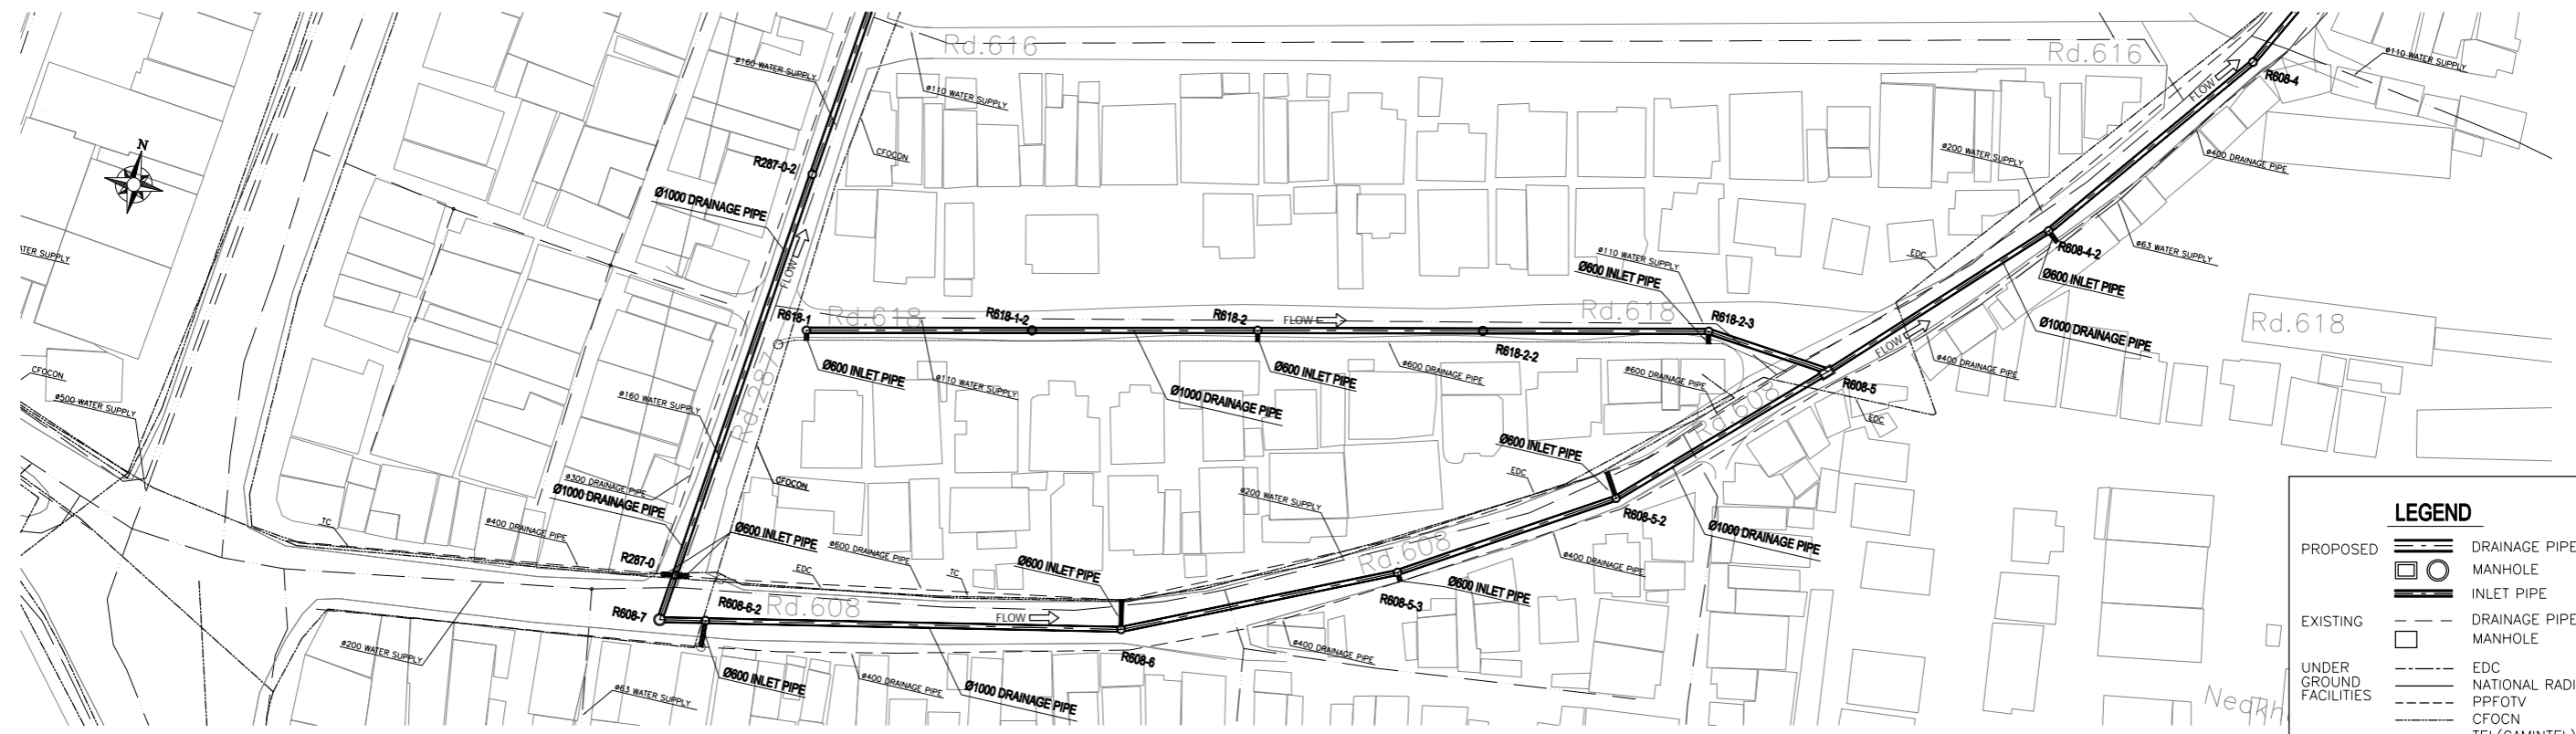 Rd.616
Rd.616
ø110 WATER SUPPLY
ø160 WATER SUPPLY
R608-4
FLOW
ø110 WATER SUPPLY
N
R287-0-2
CFOCON
ø200 WATER SUPPLY
ø400 DRAINAGE PIPE
Ø1000 DRAINAGE PIPE
FLOW
WATER SUPPLY
ø110 WATER SUPPLY
Ø600 INLET PIPE
EDC
R608-4-2
ø63 WATER SUPPLY
Ø600 INLET PIPE
R618-1
Rd.618
R618-1-2
R618-2
FLOW
Rd.618
R618-2-3
Rd.618
R618-2-2
FLOW
Ø1000 DRAINAGE PIPE
Rd.287
CFOCON
Ø600 INLET PIPE
ø110 WATER SUPPLY
Ø600 INLET PIPE
ø600 DRAINAGE PIPE
ø600 DRAINAGE PIPE
ø400 DRAINAGE PIPE
R608-5
ø500 WATER SUPPLY
ø160 WATER SUPPLY
Ø1000 DRAINAGE PIPE
Rd.608
EDC
Ø600 INLET PIPE
EDC
ø300 DRAINAGE PIPE
CFOCON
Ø1000 DRAINAGE PIPE
ø200 WATER SUPPLY
R608-5-2
Ø1000 DRAINAGE PIPE
TC
ø400 DRAINAGE PIPE
Ø600 INLET PIPE
R287-0
ø600 DRAINAGE PIPE
EDC
TC
Ø600 INLET PIPE
Rd.608
ø400 DRAINAGE PIPE
R608-5-3
Ø600 INLET PIPE
R608-7
R608-6-2
Rd.608
FLOW
ø200 WATER SUPPLY
R608-6
ø400 DRAINAGE PIPE
Ø600 INLET PIPE
ø400 DRAINAGE PIPE
Ø1000 DRAINAGE PIPE
ø63 WATER SUPPLY
LEGEND
PROPOSED
DRAINAGE PIPE
MANHOLE
INLET PIPE
EXISTING
DRAINAGE PIPE
MANHOLE
UNDER GROUND FACILITIES
EDC
NATIONAL RADI
PPFOTV
CFOCN